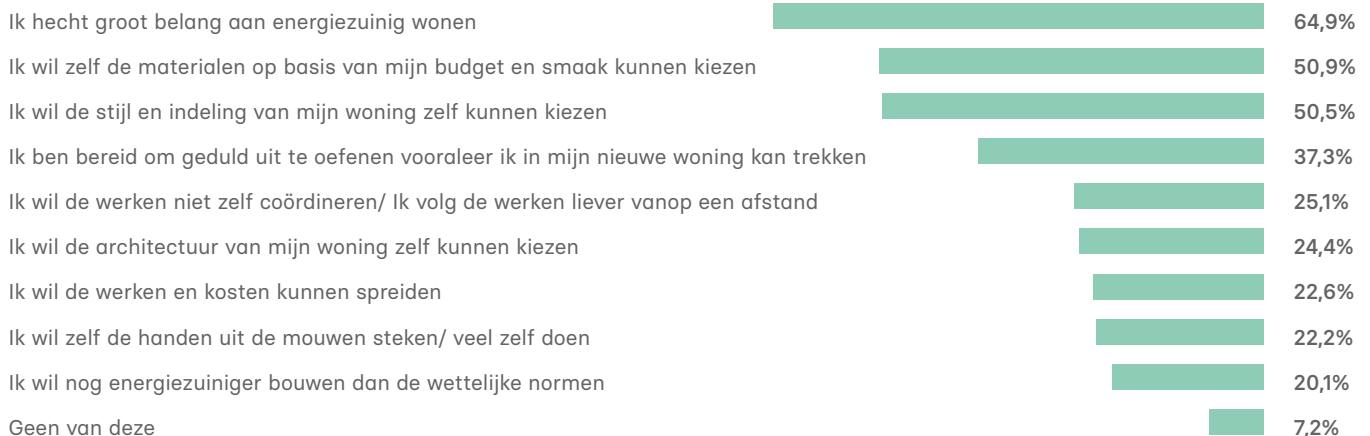 Ik hecht groot belang aan energiezuinig wonen 64,9%
Ik wil zelf de materialen op basis van mijn budget en smaak kunnen kiezen 50,9%
Ik wil de stijl en indeling van mijn woning zelf kunnen kiezen 50,5%
Ik ben bereid om geduld uit te oefenen vooraleer ik in mijn nieuwe woning kan trekken 37,3%
Ik wil de werken niet zelf coördineren/ Ik volg de werken liever vanop een afstand 25,1%
Ik wil de architectuur van mijn woning zelf kunnen kiezen 24,4%
Ik wil de werken en kosten kunnen spreiden 22,6%
Ik wil zelf de handen uit de mouwen steken/ veel zelf doen 22,2%
Ik wil nog energiezuiniger bouwen dan de wettelijke normen 20,1%
Geen van deze 7,2%